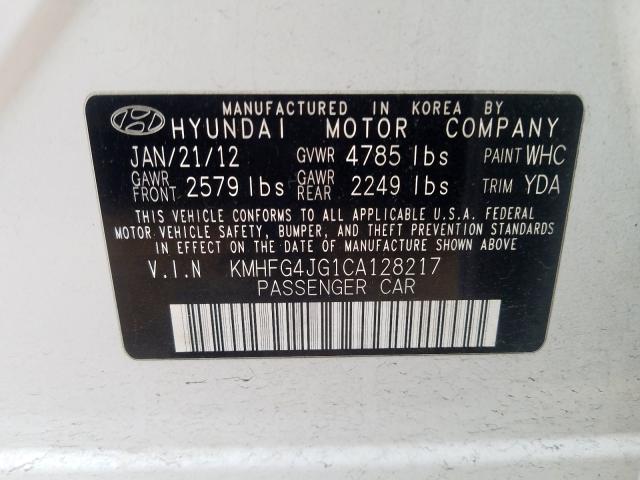 MANUFACTURED IN KOREA BY
HYUNDAI MOTOR COMPANY
JAN/21/12 GVWR 4785 lbs PAINT WHC
GAWR FRONT 2579 lbs GAWR REAR 2249 lbs TRIM YDA
THIS VEHICLE CONFORMS TO ALL APPLICABLE U.S.A. FEDERAL
MOTOR VEHICLE SAFETY, BUMPER, AND THEFT PREVENTION STANDARDS
IN EFFECT ON THE DATE OF MANUFACTURE SHOWN ABOVE.
V.I.N KMHFG4JG1CA128217
PASSENGER CAR